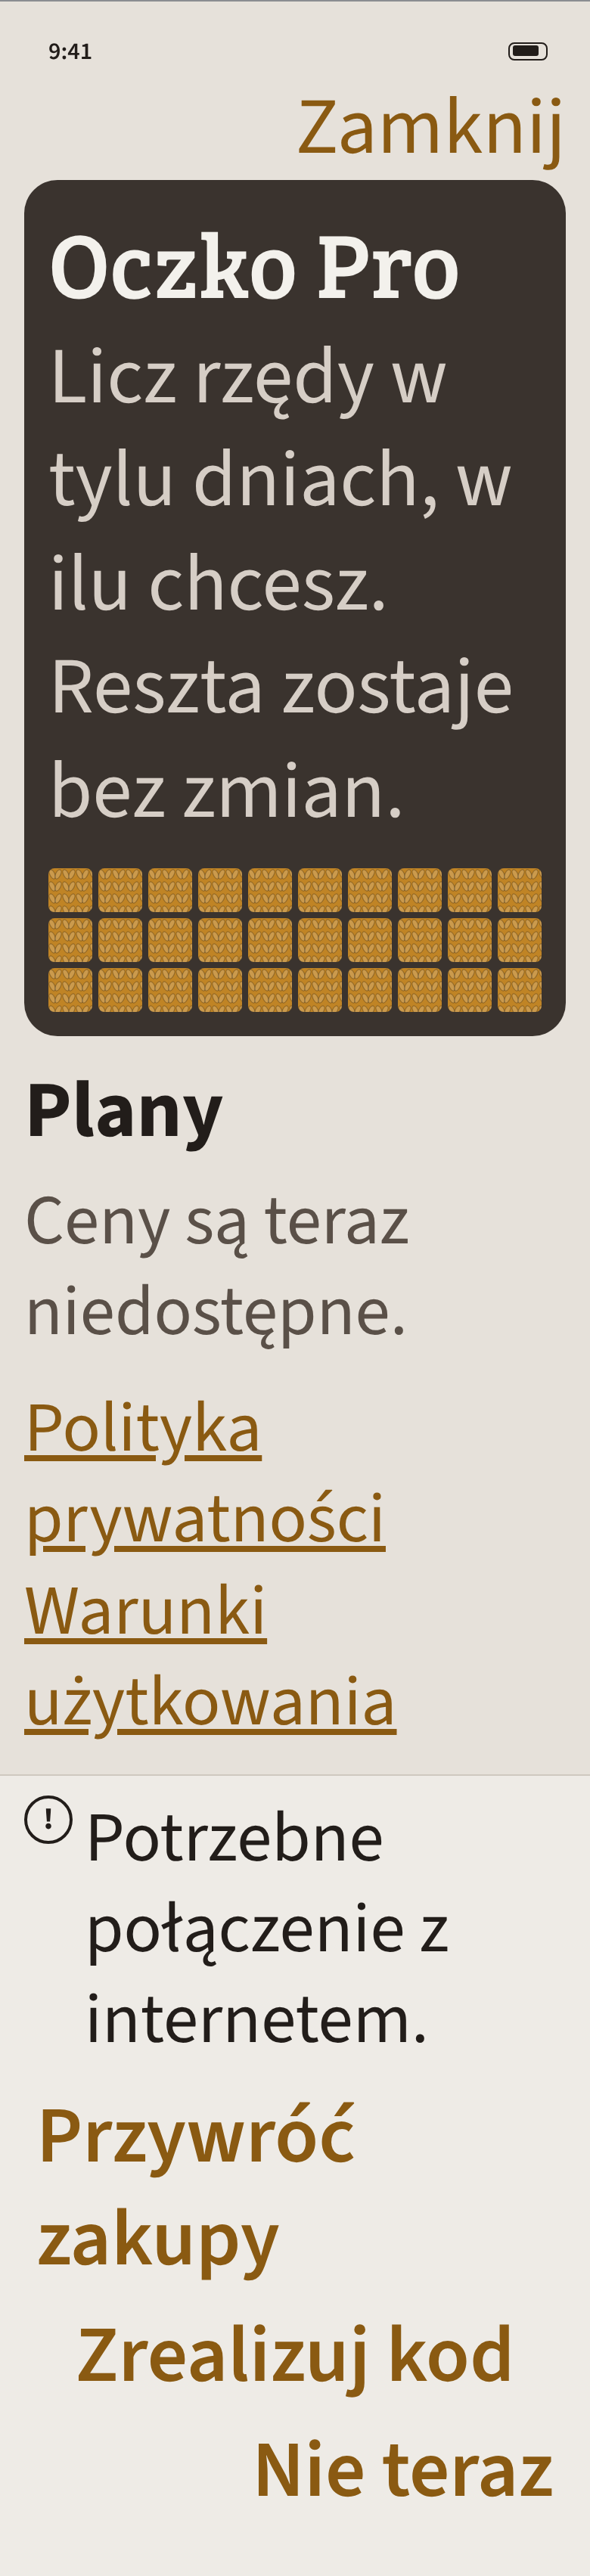 9:41
Zamknij
Oczko Pro
Licz rzędy w
tylu dniach, w
ilu chcesz.
Reszta zostaje
bez zmian.
Plany
Ceny są teraz
niedostępne.
Polityka
prywatności
Warunki
użytkowania
! Potrzebne
połączenie z
internetem.
Przywróć
zakupy
Zrealizuj kod
Nie teraz